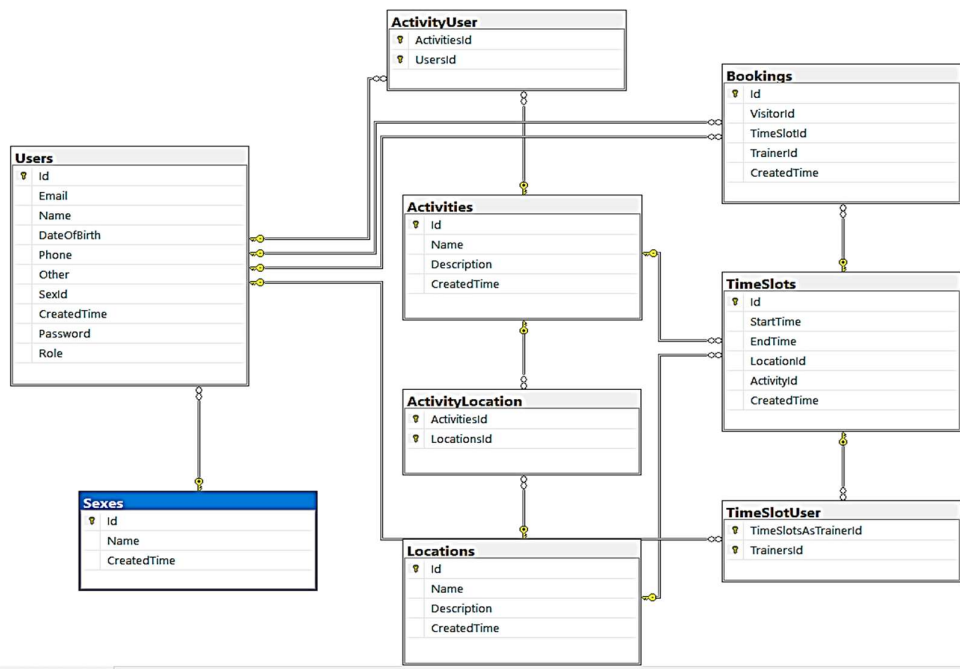 ActivityUser
ActivitiesId
UsersId
Bookings
Id
VisitorId
TimeSlotId
TrainerId
CreatedTime
Users
Id
Email
Name
DateOfBirth
Phone
Other
SexId
CreatedTime
Password
Role
Activities
Id
Name
Description
CreatedTime
TimeSlots
Id
StartTime
EndTime
LocationId
ActivityId
CreatedTime
ActivityLocation
ActivitiesId
LocationsId
Sexes
Id
Name
CreatedTime
TimeSlotUser
TimeSlotsAsTrainerId
TrainersId
Locations
Id
Name
Description
CreatedTime